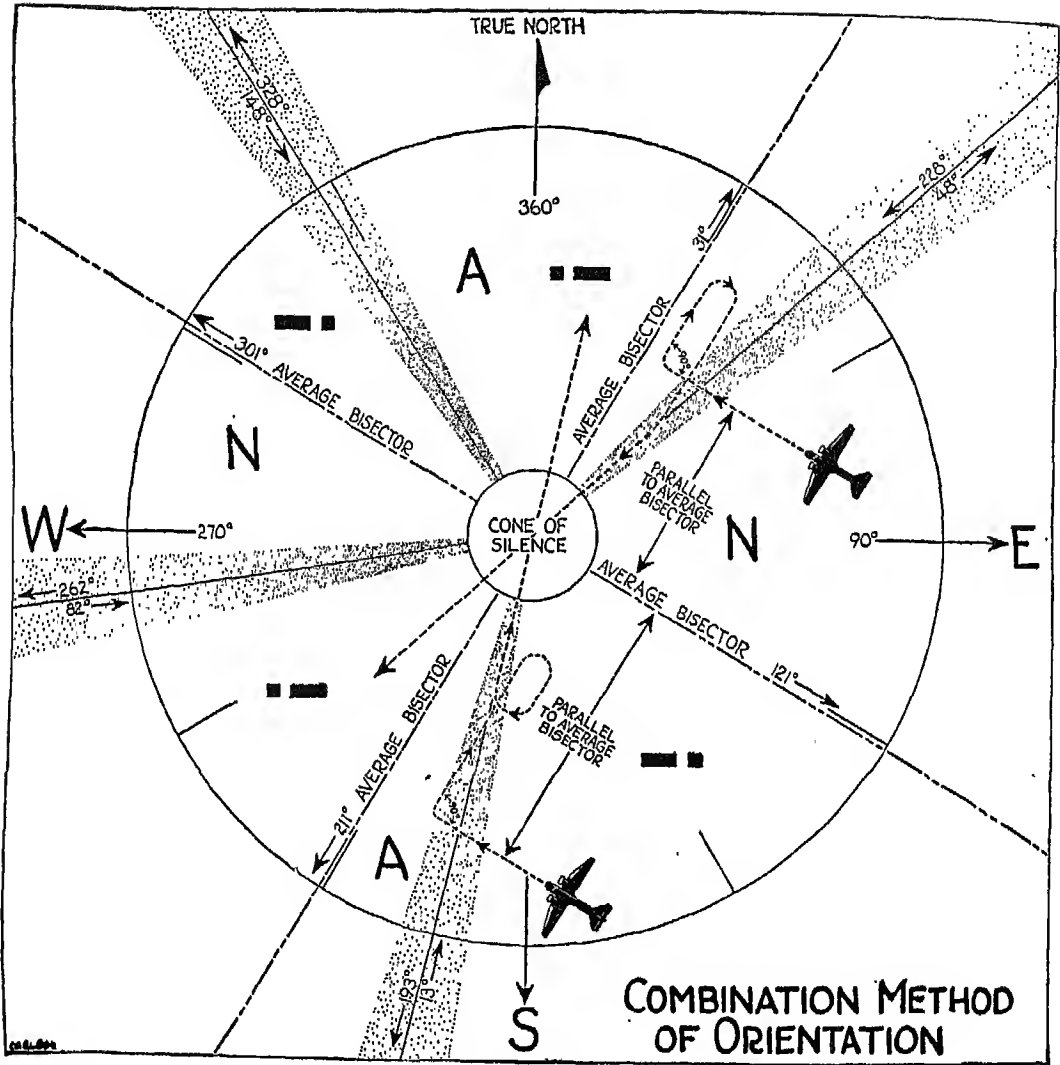 TRUE NORTH
328°
148°
228°
48°
360°
31°
A
AVERAGE BISECTOR
301° AVERAGE BISECTOR
N
PARALLEL
TO AVERAGE
BISECTOR
W
270°
CONE OF
SILENCE
N
90°
E
262°
82°
AVERAGE BISECTOR
121°
211° AVERAGE BISECTOR
PARALLEL
TO AVERAGE
BISECTOR
A
193°
13°
S
COMBINATION METHOD
OF ORIENTATION